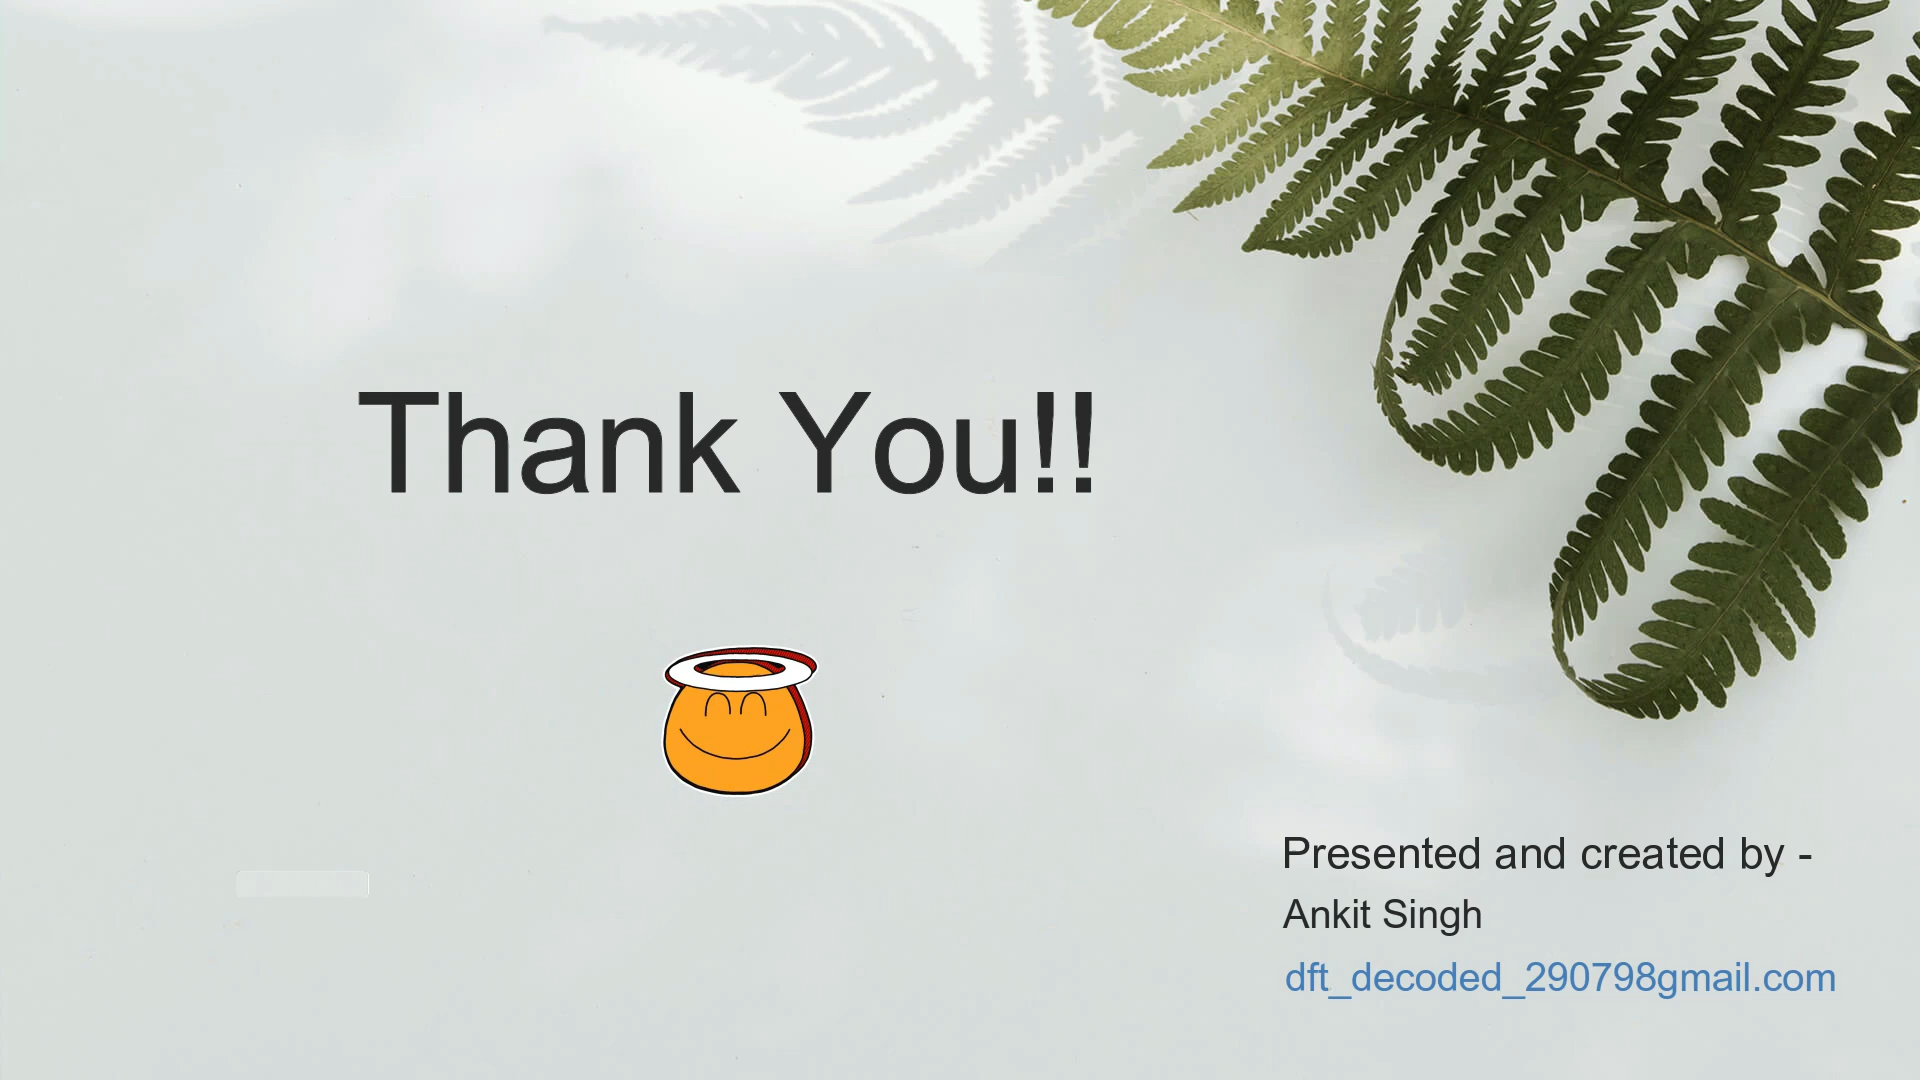 Thank You!!
Presented and created by -
Ankit Singh
dft_decoded_290798gmail.com